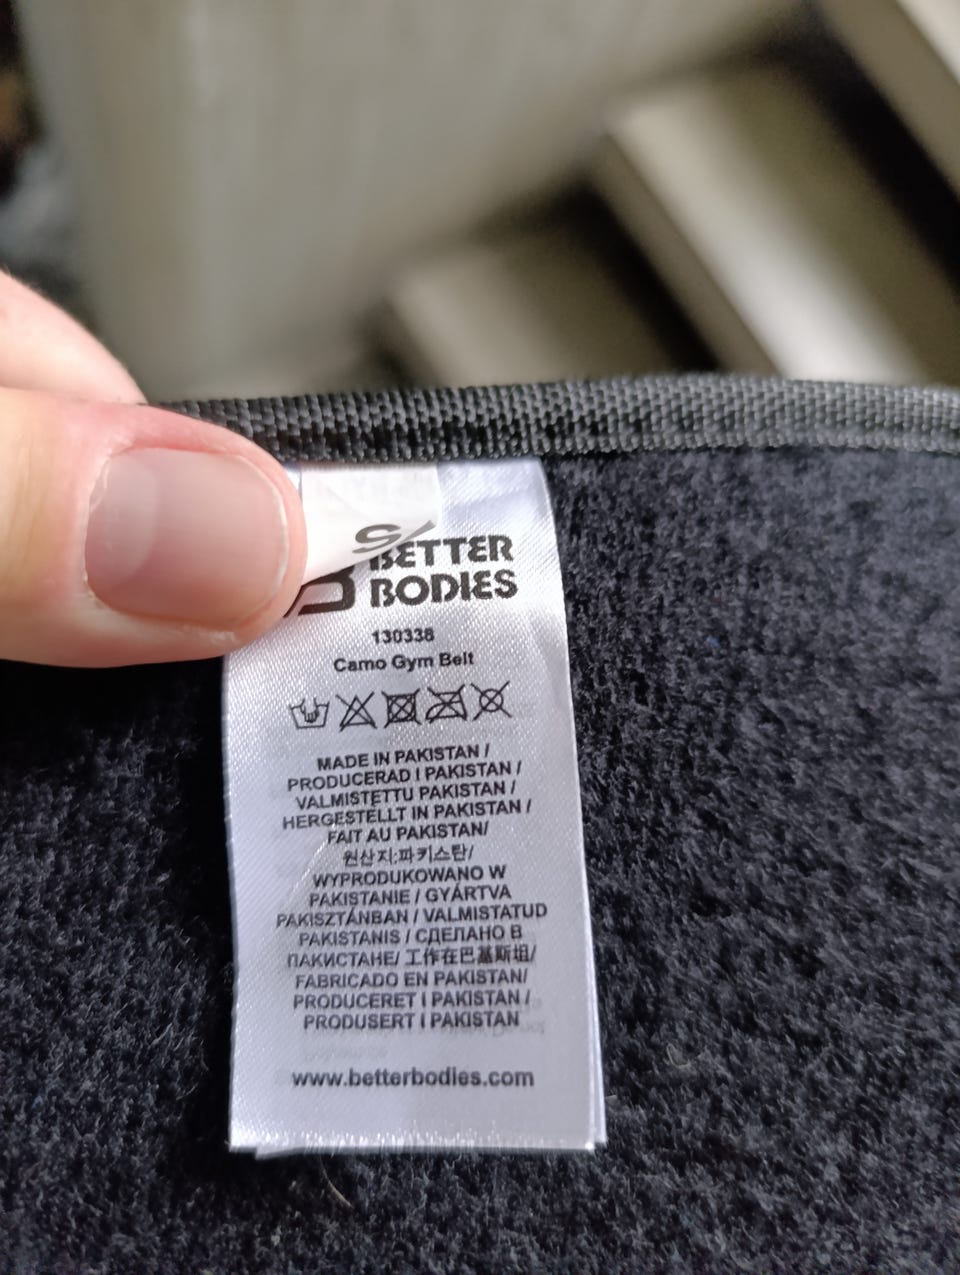 S/
BETTER
BODIES
130338
Camo Gym Belt
MADE IN PAKISTAN /
PRODUCERAD I PAKISTAN /
VALMISTETTU PAKISTAN /
HERGESTELLT IN PAKISTAN /
FAIT AU PAKISTAN/
원산지:파키스탄/
WYPRODUKOWANO W
PAKISTANIE / GYÁRTVA
PAKISZTÁNBAN / VALMISTATUD
PAKISTANIS / СДЕЛАНО В
ПАКИСТАНЕ/ 工作在巴基斯坦/
FABRICADO EN PAKISTAN/
PRODUCERET I PAKISTAN /
PRODUSERT I PAKISTAN
www.betterbodies.com